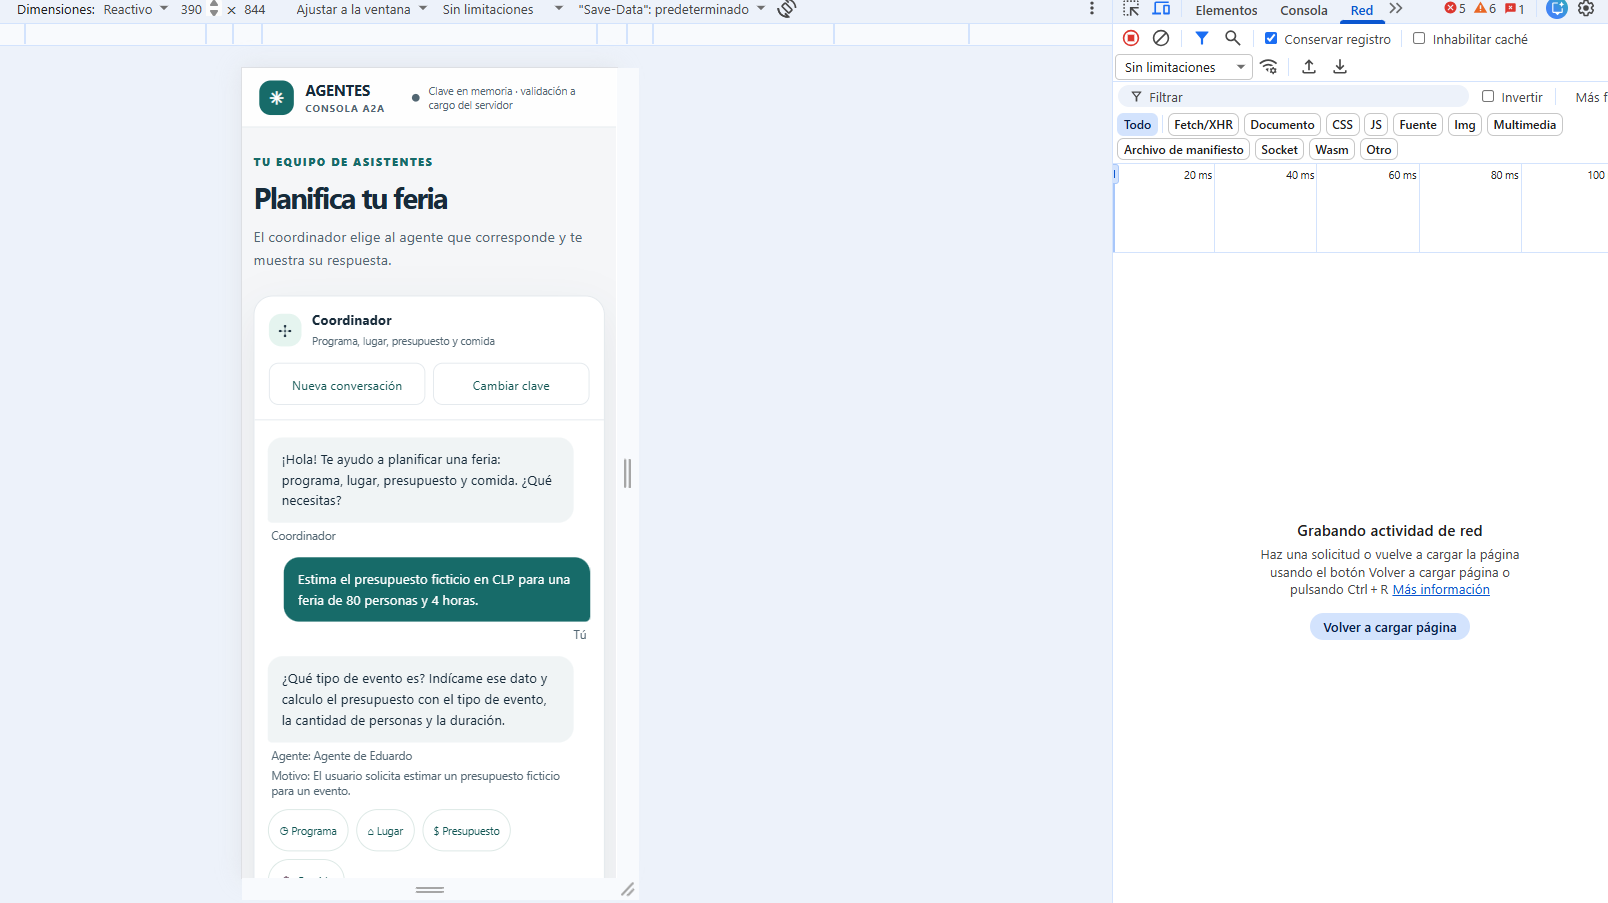 Dimensiones: Reactivo 390 × 844 Ajustar a la ventana Sin limitaciones "Save-Data": predeterminado
Elementos Consola Red 5 6 1
Conservar registro Inhabilitar caché
Sin limitaciones
Filtrar Invertir Más f
Todo Fetch/XHR Documento CSS JS Fuente Img Multimedia
Archivo de manifiesto Socket Wasm Otro
20 ms 40 ms 60 ms 80 ms 100
Grabando actividad de red
Haz una solicitud o vuelve a cargar la página
usando el botón Volver a cargar página o
pulsando Ctrl + R Más información
Volver a cargar página
AGENTES
CONSOLA A2A
Clave en memoria · validación a
cargo del servidor
TU EQUIPO DE ASISTENTES
Planifica tu feria
El coordinador elige al agente que corresponde y te
muestra su respuesta.
Coordinador
Programa, lugar, presupuesto y comida
Nueva conversación Cambiar clave
¡Hola! Te ayudo a planificar una feria:
programa, lugar, presupuesto y comida. ¿Qué
necesitas?
Coordinador
Estima el presupuesto ficticio en CLP para una
feria de 80 personas y 4 horas.
Tú
¿Qué tipo de evento es? Indícame ese dato y
calculo el presupuesto con el tipo de evento,
la cantidad de personas y la duración.
Agente: Agente de Eduardo
Motivo: El usuario solicita estimar un presupuesto ficticio
para un evento.
Programa Lugar $ Presupuesto